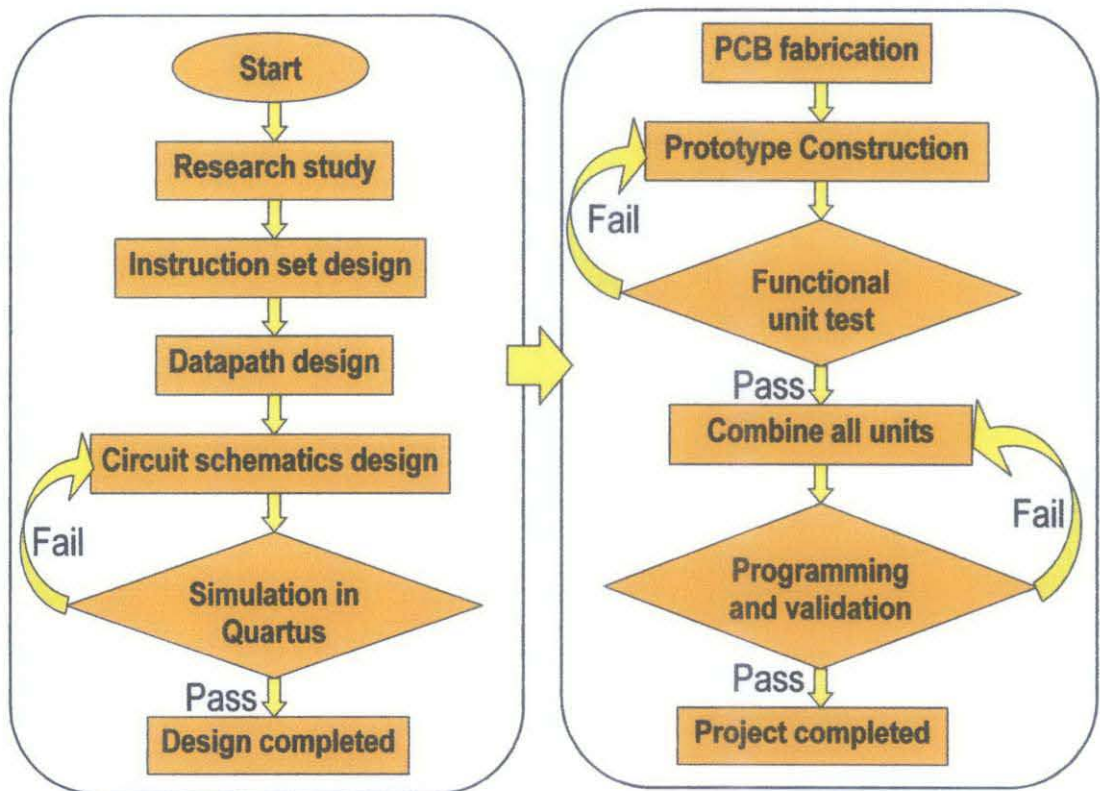 Start
Research study
Instruction set design
Datapath design
Circuit schematics design
Fail
Simulation in
Quartus
Pass
Design completed
PCB fabrication
Prototype Construction
Fail
Functional
unit test
Pass
Combine all units
Fail
Programming
and validation
Pass
Project completed